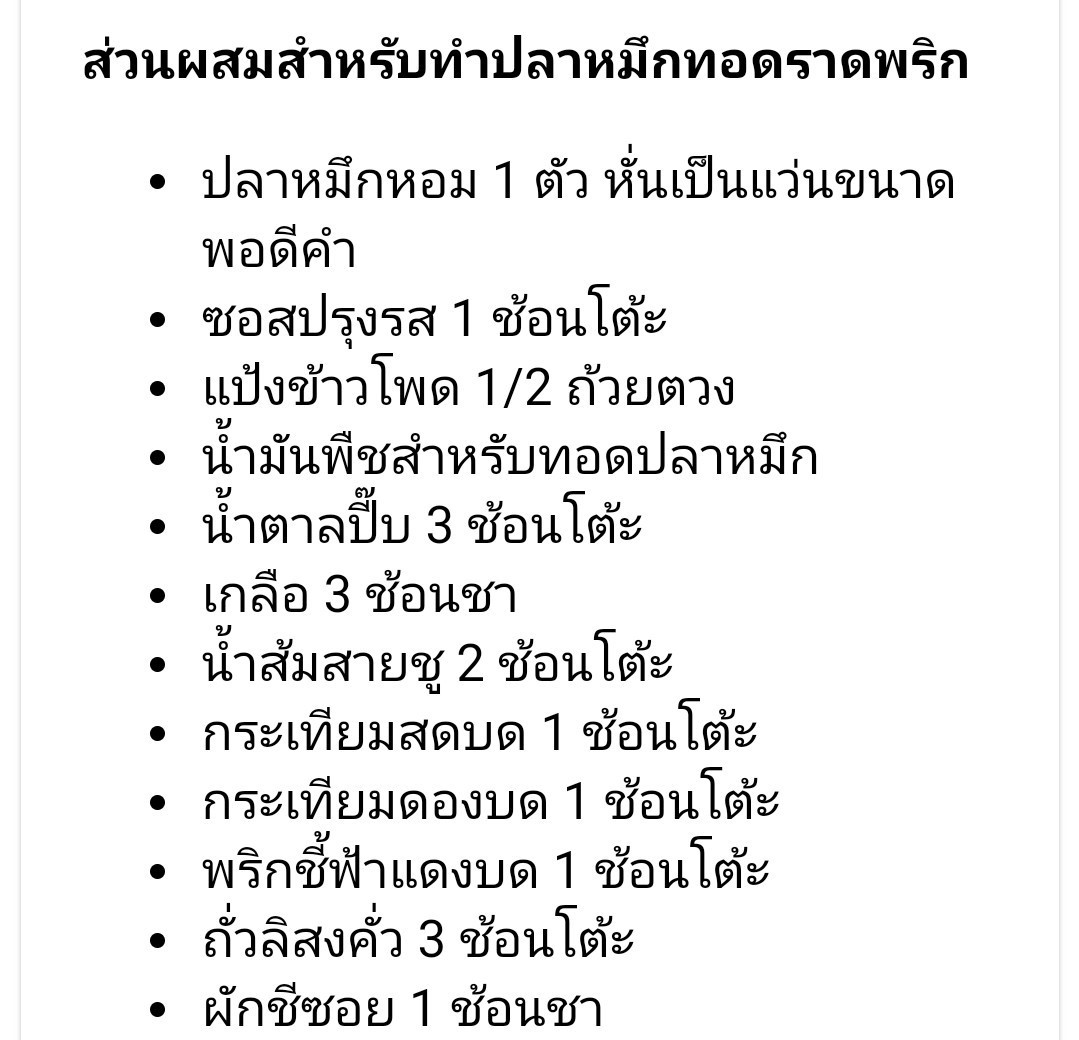 ส่วนผสมสำหรับทำปลาหมึกทอดราดพริก
• ปลาหมึกหอม 1 ตัว หั่นเป็นแว่นขนาด
พอดีคำ
• ซอสปรุงรส 1 ช้อนโต้ะ
• แป้งข้าวโพด 1/2 ถ้วยตวง
• น้ำมันพืชสำหรับทอดปลาหมึก
• น้ำตาลปี๊บ 3 ช้อนโต้ะ
• เกลือ 3 ช้อนชา
• น้ำส้มสายชู 2 ช้อนโต้ะ
• กระเทียมสดบด 1 ช้อนโต้ะ
• กระเทียมดองบด 1 ช้อนโต้ะ
• พริกชี้ฟ้าแดงบด 1 ช้อนโต้ะ
• ถั่วลิสงคั่ว 3 ช้อนโต้ะ
• ผักชีซอย 1 ช้อนชา